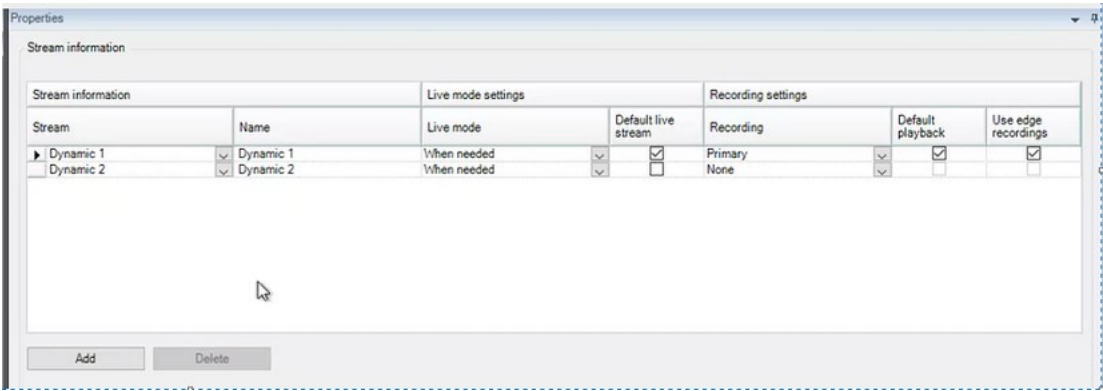 Properties
Stream information
Stream information Live mode settings Recording settings
Stream Name Live mode Default live stream Recording Default playback Use edge recordings
Dynamic 1 Dynamic 1 When needed Primary
Dynamic 2 Dynamic 2 When needed None
Add Delete